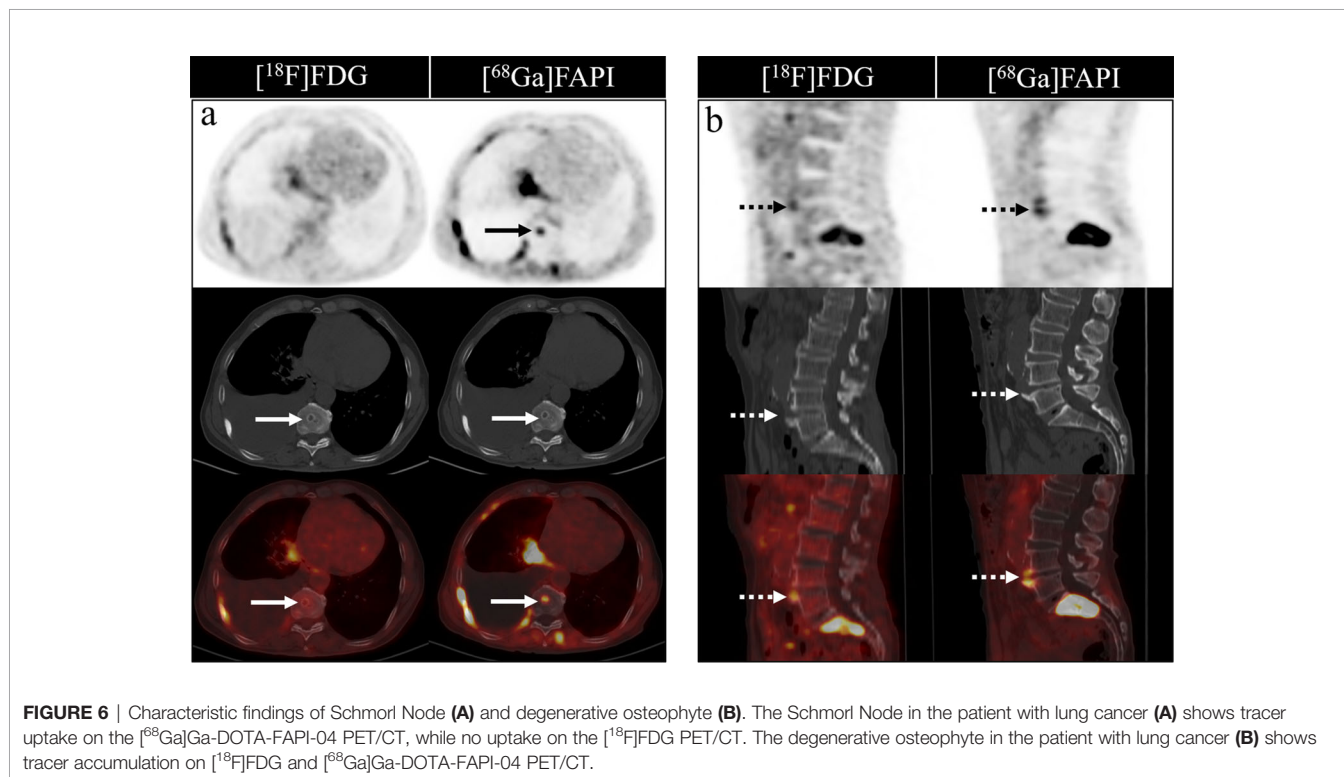 [¹⁸F]FDG [⁶⁸Ga]FAPI
a
[¹⁸F]FDG [⁶⁸Ga]FAPI
b
FIGURE 6 | Characteristic findings of Schmorl Node (A) and degenerative osteophyte (B). The Schmorl Node in the patient with lung cancer (A) shows tracer
uptake on the [⁶⁸Ga]Ga-DOTA-FAPI-04 PET/CT, while no uptake on the [¹⁸F]FDG PET/CT. The degenerative osteophyte in the patient with lung cancer (B) shows
tracer accumulation on [¹⁸F]FDG and [⁶⁸Ga]Ga-DOTA-FAPI-04 PET/CT.